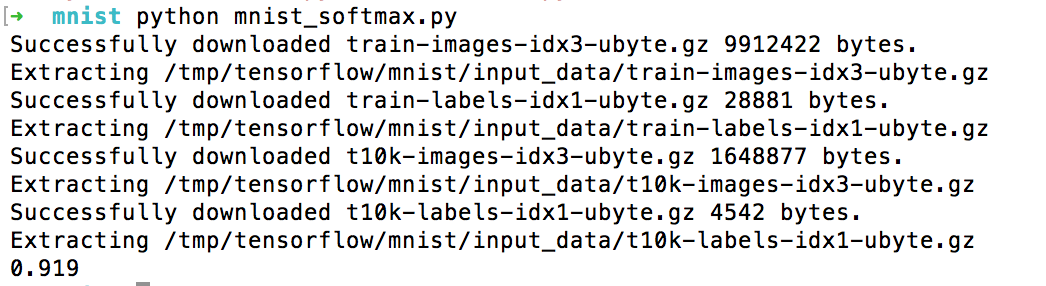 [➜  mnist python mnist_softmax.py
Successfully downloaded train-images-idx3-ubyte.gz 9912422 bytes.
Extracting /tmp/tensorflow/mnist/input_data/train-images-idx3-ubyte.gz
Successfully downloaded train-labels-idx1-ubyte.gz 28881 bytes.
Extracting /tmp/tensorflow/mnist/input_data/train-labels-idx1-ubyte.gz
Successfully downloaded t10k-images-idx3-ubyte.gz 1648877 bytes.
Extracting /tmp/tensorflow/mnist/input_data/t10k-images-idx3-ubyte.gz
Successfully downloaded t10k-labels-idx1-ubyte.gz 4542 bytes.
Extracting /tmp/tensorflow/mnist/input_data/t10k-labels-idx1-ubyte.gz
0.919